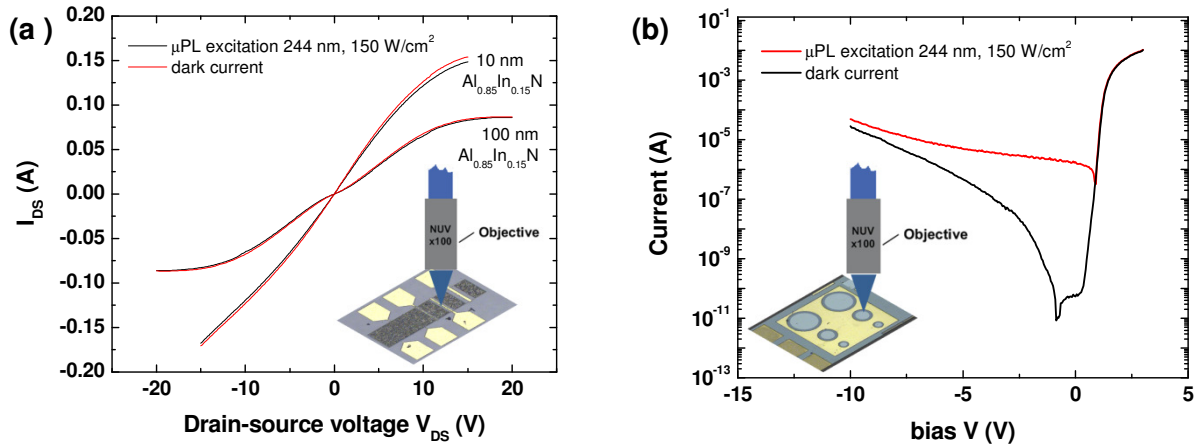 (a )
μPL excitation 244 nm, 150 W/cm²
dark current
10 nm
Al₀.₈₅In₀.₁₅N
100 nm
Al₀.₈₅In₀.₁₅N
0.20
0.15
0.10
0.05
0.00
-0.05
-0.10
-0.15
-0.20
I_DS (A)
NUV
x100
Objective
-20
-10
0
10
20
Drain-source voltage V_DS (V)
(b)
μPL excitation 244 nm, 150 W/cm²
dark current
10⁻¹
10⁻³
10⁻⁵
10⁻⁷
10⁻⁹
10⁻¹¹
10⁻¹³
Current (A)
NUV
x100
Objective
-15
-10
-5
0
5
bias V (V)